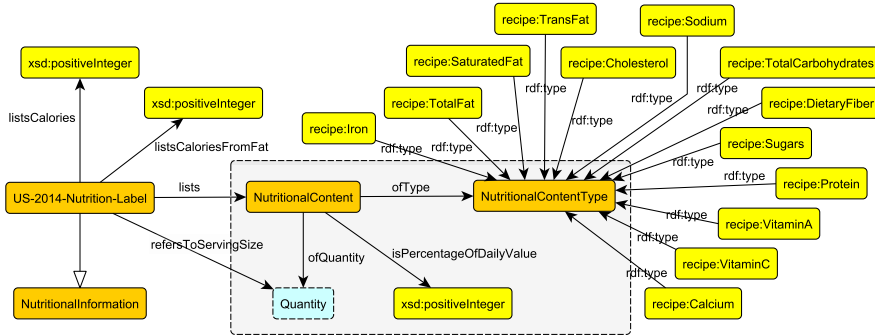 recipe:TransFat
recipe:Sodium
xsd:positiveInteger
recipe:SaturatedFat
recipe:Cholesterol
recipe:TotalCarbohydrates
rdf:type
rdf:type
rdf:type
xsd:positiveInteger
recipe:TotalFat
recipe:DietaryFiber
rdf:type
listsCalories
rdf:type
rdf:type
recipe:Iron
listsCaloriesFromFat
rdf:type
rdf:type
rdf:type
recipe:Sugars
rdf:type
recipe:Protein
US-2014-Nutrition-Label
lists
NutritionalContent
ofType
NutritionalContentType
rdf:type
recipe:VitaminA
refersToServingSize
rdf:type
ofQuantity
isPercentageOfDailyValue
recipe:VitaminC
rdf:type
NutritionalInformation
Quantity
xsd:positiveInteger
recipe:Calcium